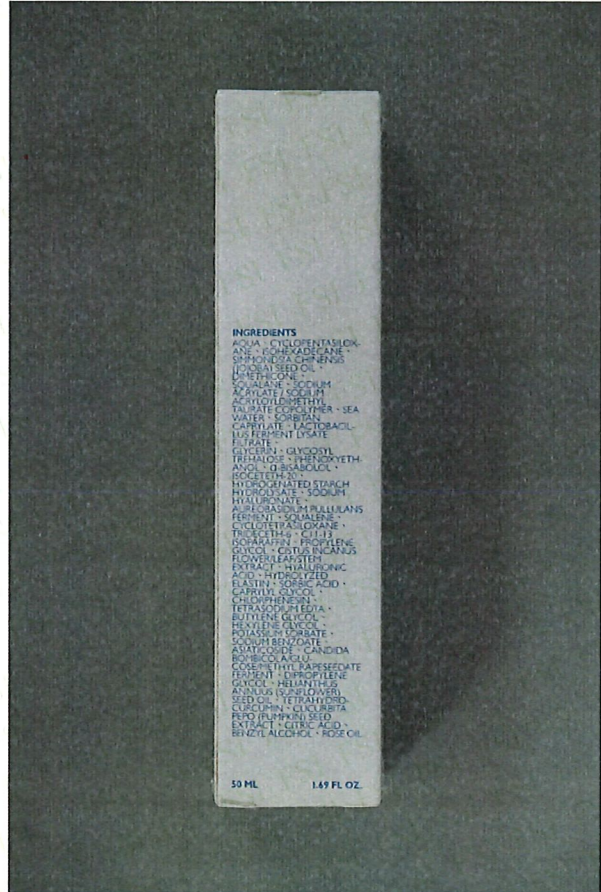 INGREDIENTS
AQUA • CYCLOPENTASILOX-
ANE • ISOHEXADECANE •
SIMMONDSIA CHINENSIS
(JOJOBA) SEED OIL •
DIMETHICONE •
SQUALANE • SODIUM
ACRYLATE / SODIUM
ACRYLOYLDIMETHYL
TAURATE COPOLYMER • SEA
WATER • SORBITAN
CAPRYLATE • LACTOBACIL-
LUS FERMENT LYSATE
FILTRATE •
GLYCERIN • GLYCOSYL
TREHALOSE • PHENOXYETH-
ANOL • α-BISABOLOL •
ISOCETETH-20 •
HYDROGENATED STARCH
HYDROLYSATE • SODIUM
HYALURONATE •
AUREOBASIDIUM PULLULANS
FERMENT • SQUALENE •
CYCLOTETRASILOXANE •
TRIDECETH-6 • C11-13
ISOPARAFFIN • PROPYLENE
GLYCOL • CISTUS INCANUS
FLOWER/LEAF/STEM
EXTRACT • HYALURONIC
ACID • HYDROLYZED
ELASTIN • SORBIC ACID •
CAPRYLYL GLYCOL •
CHLORPHENESIN •
TETRASODIUM EDTA •
BUTYLENE GLYCOL •
HEXYLENE GLYCOL •
POTASSIUM SORBATE •
SODIUM BENZOATE •
ASIATICOSIDE • CANDIDA
BOMBICOLA/GLU-
COSE/METHYL RAPESEEDATE
FERMENT • DIPROPYLENE
GLYCOL • HELIANTHUS
ANNUUS (SUNFLOWER)
SEED OIL • TETRAHYDRO-
CURCUMIN • CUCURBITA
PEPO (PUMPKIN) SEED
EXTRACT • CITRIC ACID •
BENZYL ALCOHOL • ROSE OIL
50 ML 1.69 FL OZ.